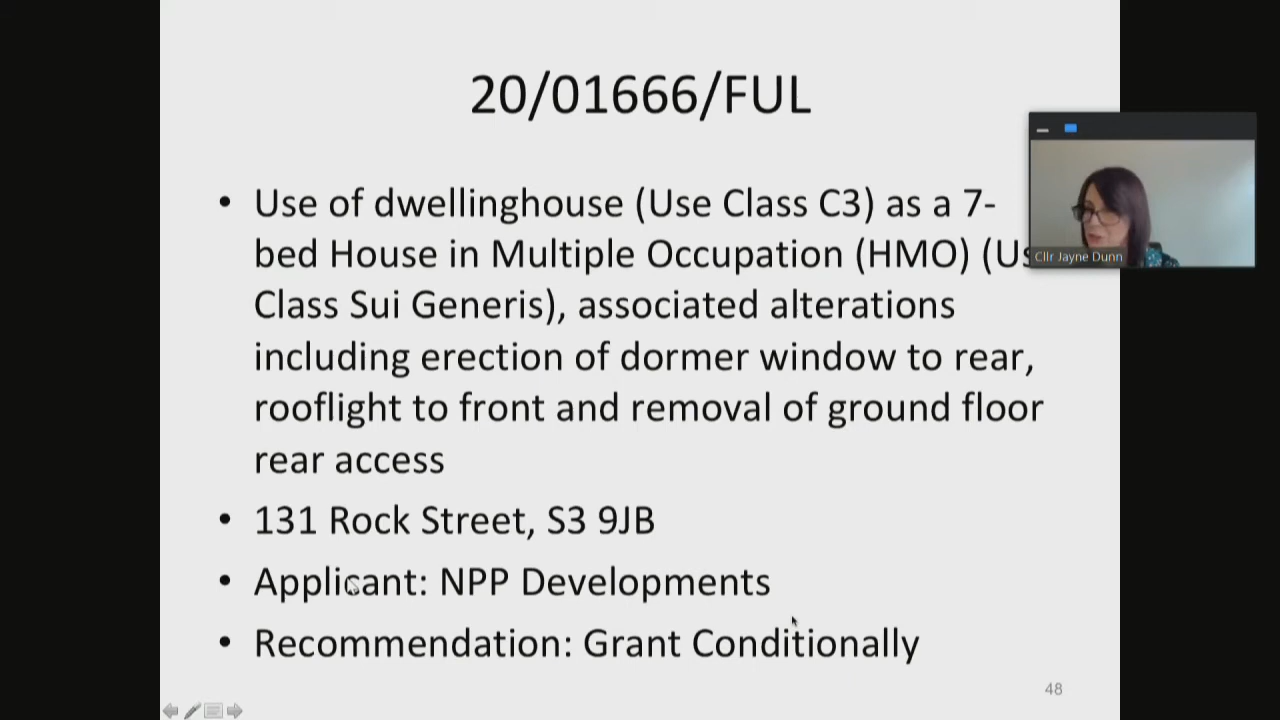 20/01666/FUL
• Use of dwellinghouse (Use Class C3) as a 7-
bed House in Multiple Occupation (HMO) (Us
Class Sui Generis), associated alterations
including erection of dormer window to rear,
rooflight to front and removal of ground floor
rear access
• 131 Rock Street, S3 9JB
• Applicant: NPP Developments
• Recommendation: Grant Conditionally
Cllr Jayne Dunn
48